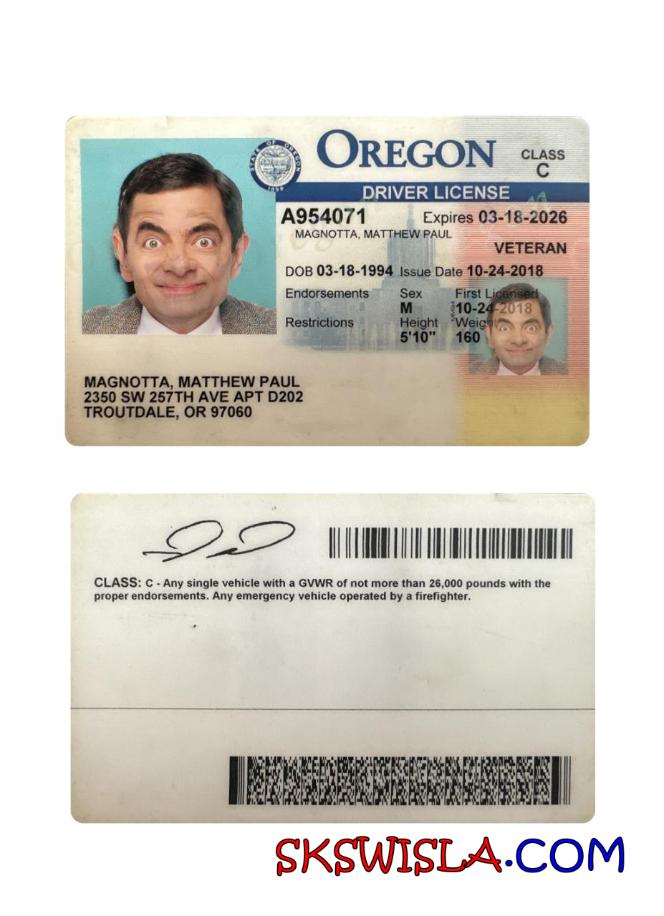 STATE OF OREGON
1859
OREGON
CLASS
C
DRIVER LICENSE
A954071 Expires 03-18-2026
MAGNOTTA, MATTHEW PAUL
VETERAN
DOB 03-18-1994 Issue Date 10-24-2018
Endorsements Sex First Licensed
M 10-24-2018
Restrictions Height Weight
5'10" 160
MAGNOTTA, MATTHEW PAUL
2350 SW 257TH AVE APT D202
TROUTDALE, OR 97060
CLASS: C - Any single vehicle with a GVWR of not more than 26,000 pounds with the
proper endorsements. Any emergency vehicle operated by a firefighter.
SKSWISLA.COM